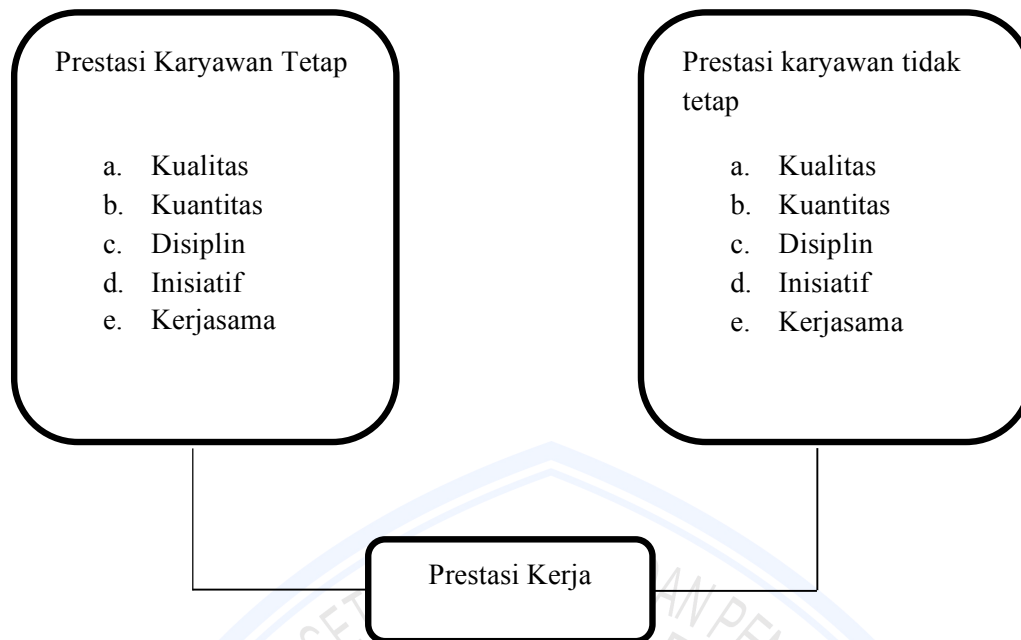 Prestasi Karyawan Tetap
a. Kualitas
b. Kuantitas
c. Disiplin
d. Inisiatif
e. Kerjasama
Prestasi karyawan tidak
tetap
a. Kualitas
b. Kuantitas
c. Disiplin
d. Inisiatif
e. Kerjasama
Prestasi Kerja